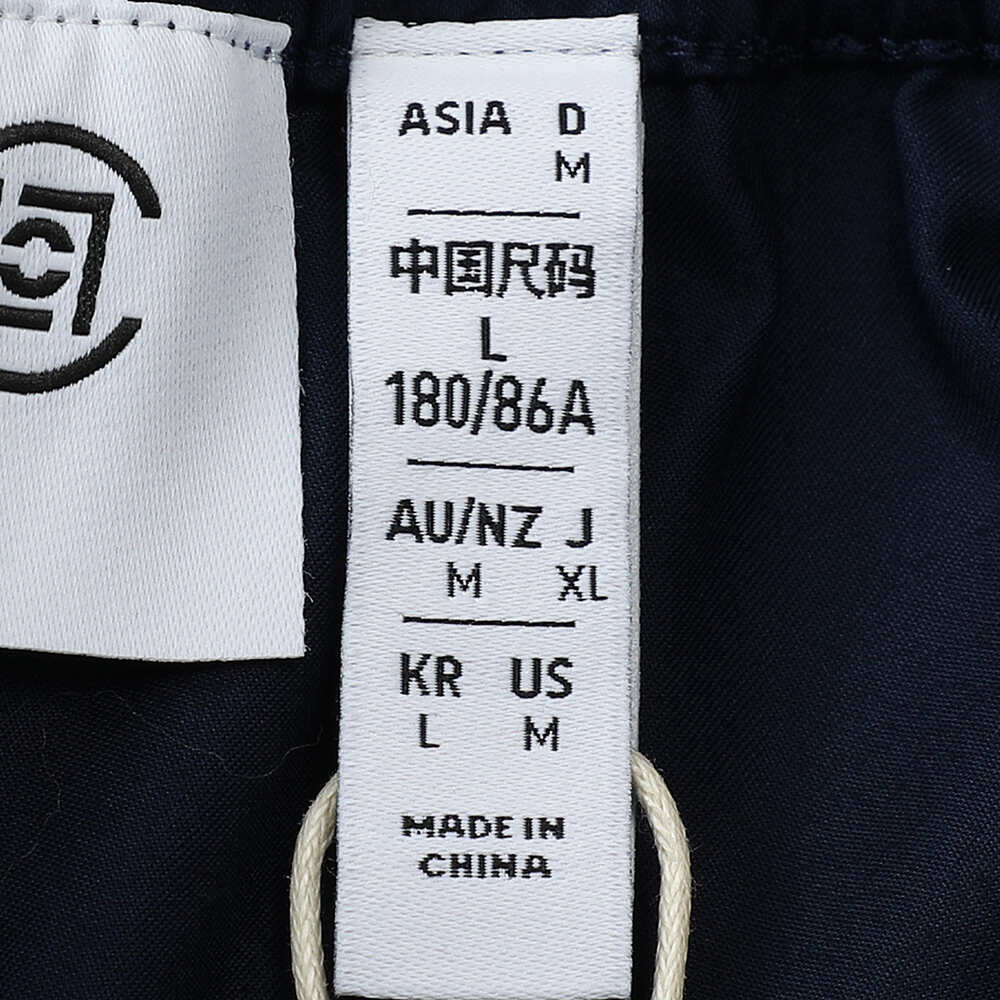 ASIA D
M
中国尺码
L
180/86A
AU/NZ J
M XL
KR US
L M
MADE IN
CHINA